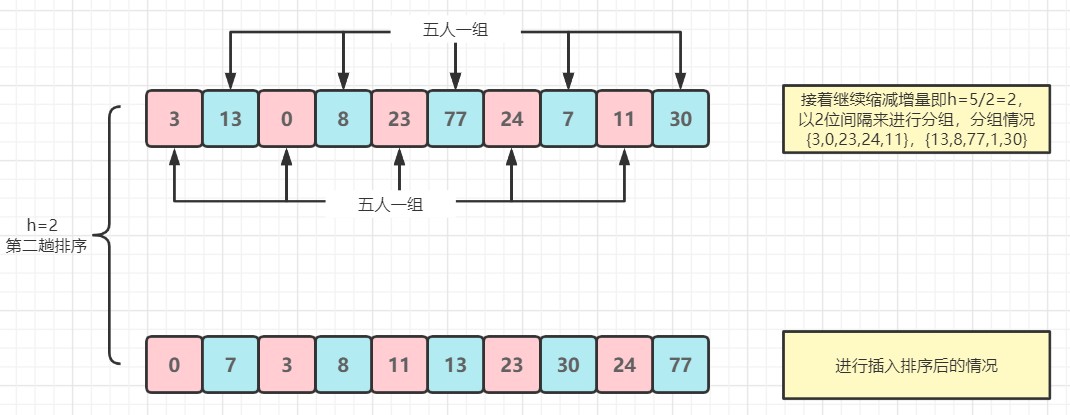 五人一组
3 13 0 8 23 77 24 7 11 30
接着继续缩减增量即h=5/2=2,
以2位间隔来进行分组，分组情况
{3,0,23,24,11}，{13,8,77,1,30}
五人一组
h=2
第二趟排序
0 7 3 8 11 13 23 30 24 77
进行插入排序后的情况